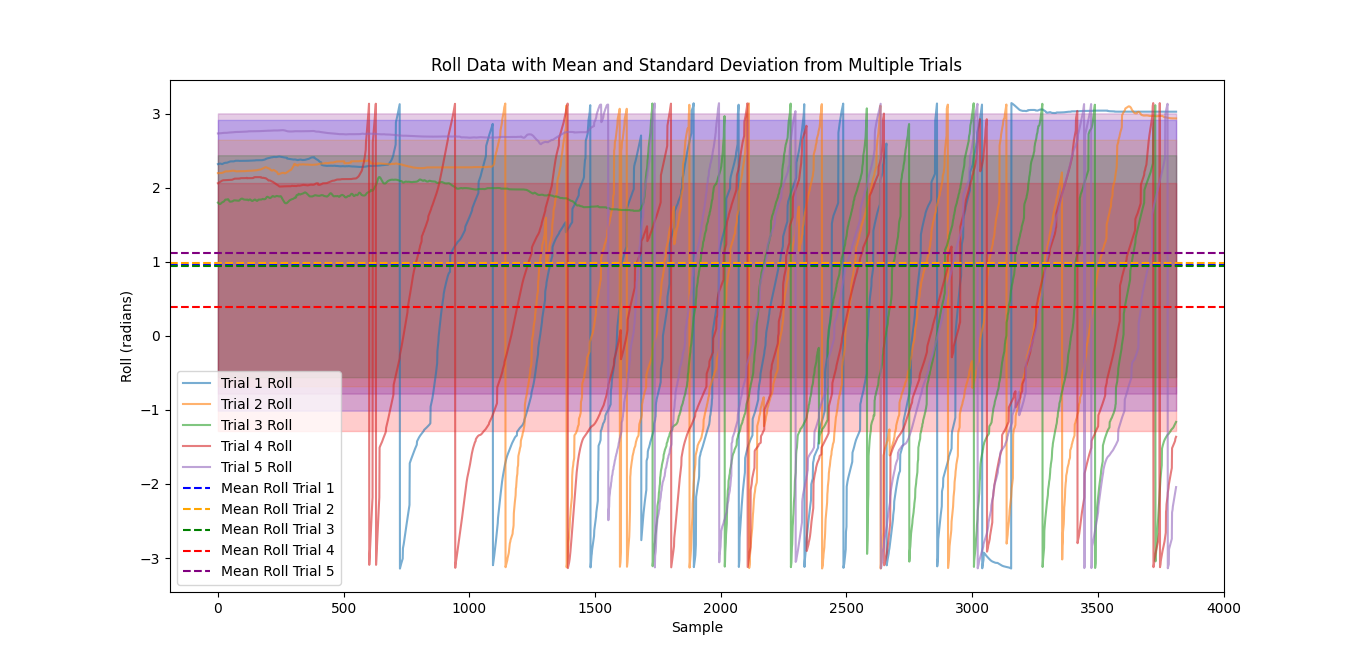 Roll Data with Mean and Standard Deviation from Multiple Trials
Roll (radians)
3
2
1
0
−1
−2
−3
Trial 1 Roll
Trial 2 Roll
Trial 3 Roll
Trial 4 Roll
Trial 5 Roll
Mean Roll Trial 1
Mean Roll Trial 2
Mean Roll Trial 3
Mean Roll Trial 4
Mean Roll Trial 5
0 500 1000 1500 2000 2500 3000 3500 4000
Sample